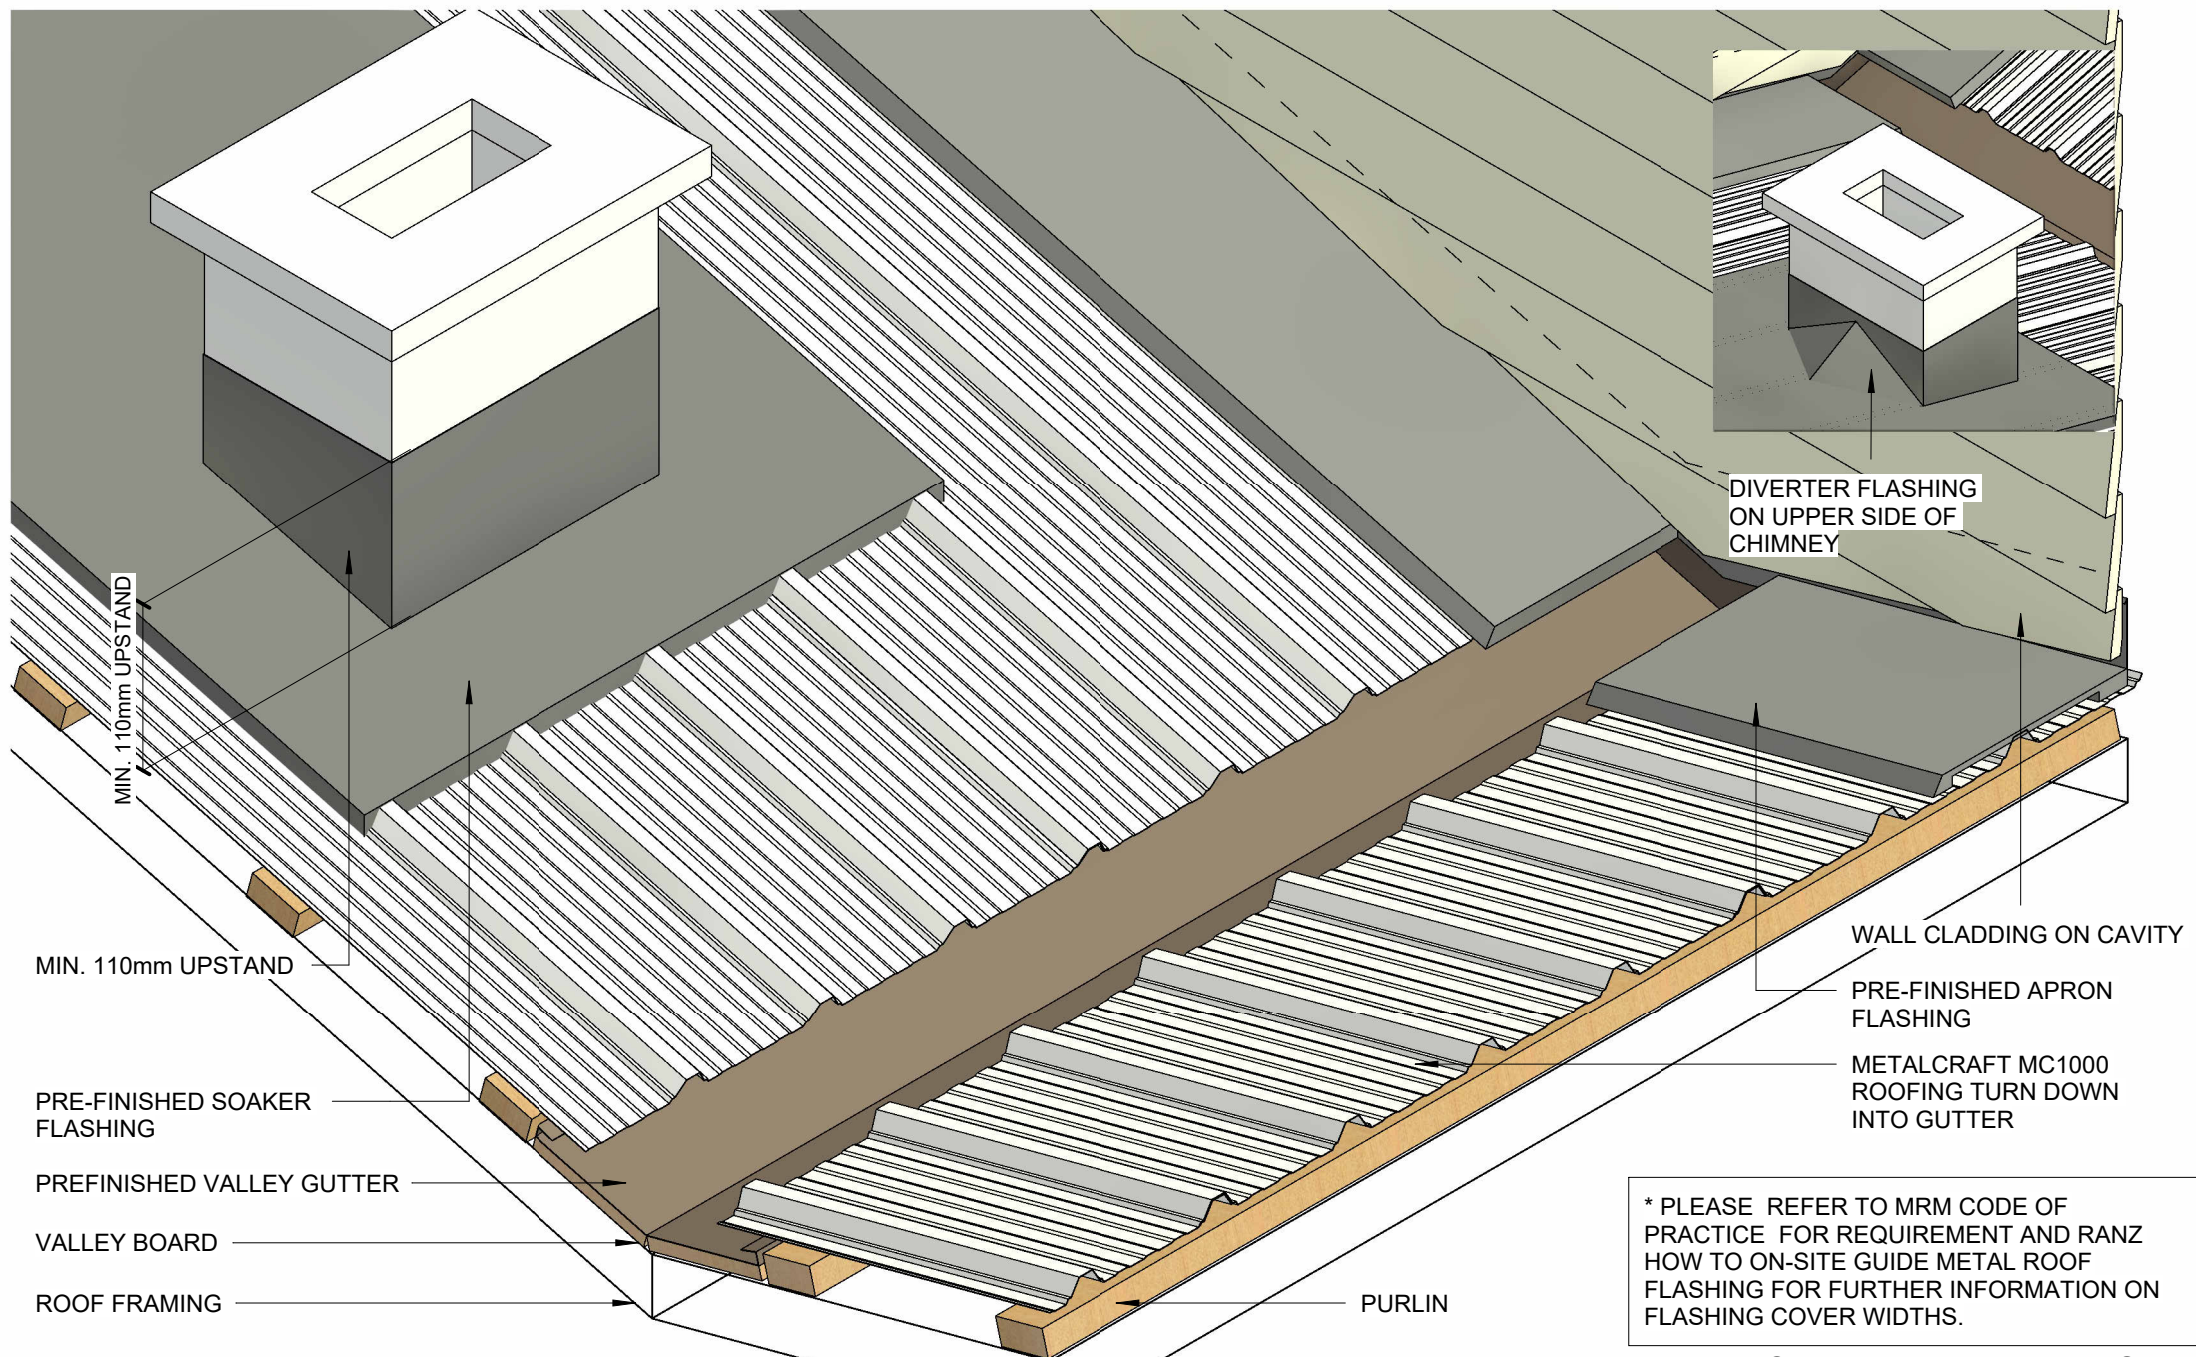 DIVERTER FLASHING
ON UPPER SIDE OF
CHIMNEY
MIN. 110mm UPSTAND
MIN. 110mm UPSTAND
PRE-FINISHED SOAKER
FLASHING
PREFINISHED VALLEY GUTTER
VALLEY BOARD
ROOF FRAMING
WALL CLADDING ON CAVITY
PRE-FINISHED APRON
FLASHING
METALCRAFT MC1000
ROOFING TURN DOWN
INTO GUTTER
PURLIN
* PLEASE REFER TO MRM CODE OF
PRACTICE FOR REQUIREMENT AND RANZ
HOW TO ON-SITE GUIDE METAL ROOF
FLASHING FOR FURTHER INFORMATION ON
FLASHING COVER WIDTHS.